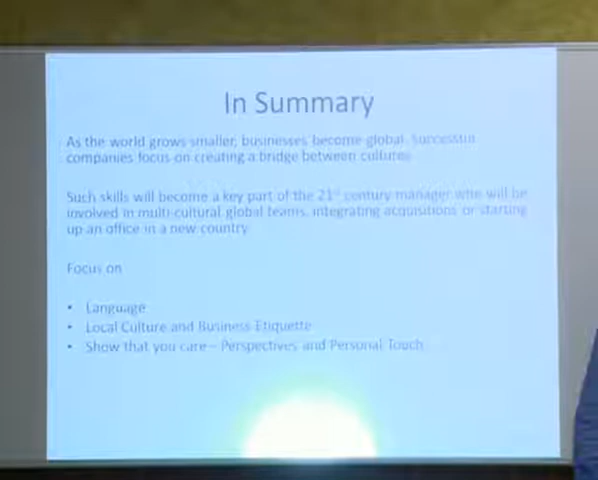 In Summary
As the world grows smaller, businesses become global. Successful
companies focus on creating a bridge between cultures
Such skills will become a key part of the 21st century manager who will be
involved in multi-cultural global teams, integrating acquisitions or starting
up an office in a new country
Focus on
• Language
• Local Culture and Business Etiquette
• Show that you care – Perspectives and Personal Touch